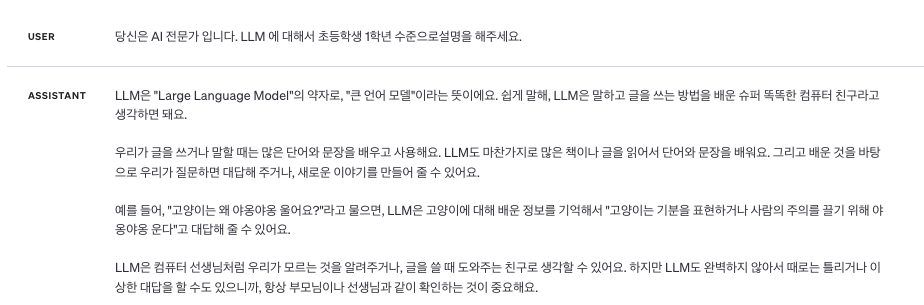 USER
당신은 AI 전문가 입니다. LLM 에 대해서 초등학생 1학년 수준으로설명을 해주세요.
ASSISTANT
LLM은 "Large Language Model"의 약자로, "큰 언어 모델"이라는 뜻이에요. 쉽게 말해, LLM은 말하고 글을 쓰는 방법을 배운 슈퍼 똑똑한 컴퓨터 친구라고
생각하면 돼요.
우리가 글을 쓰거나 말할 때는 많은 단어와 문장을 배우고 사용해요. LLM도 마찬가지로 많은 책이나 글을 읽어서 단어와 문장을 배워요. 그리고 배운 것을 바탕
으로 우리가 질문하면 대답해 주거나, 새로운 이야기를 만들어 줄 수 있어요.
예를 들어, "고양이는 왜 야옹야옹 울어요?"라고 물으면, LLM은 고양이에 대해 배운 정보를 기억해서 "고양이는 기분을 표현하거나 사람의 주의를 끌기 위해 야
옹야옹 운다"고 대답해 줄 수 있어요.
LLM은 컴퓨터 선생님처럼 우리가 모르는 것을 알려주거나, 글을 쓸 때 도와주는 친구로 생각할 수 있어요. 하지만 LLM도 완벽하지 않아서 때로는 틀리거나 이
상한 대답을 할 수도 있으니까, 항상 부모님이나 선생님과 같이 확인하는 것이 중요해요.